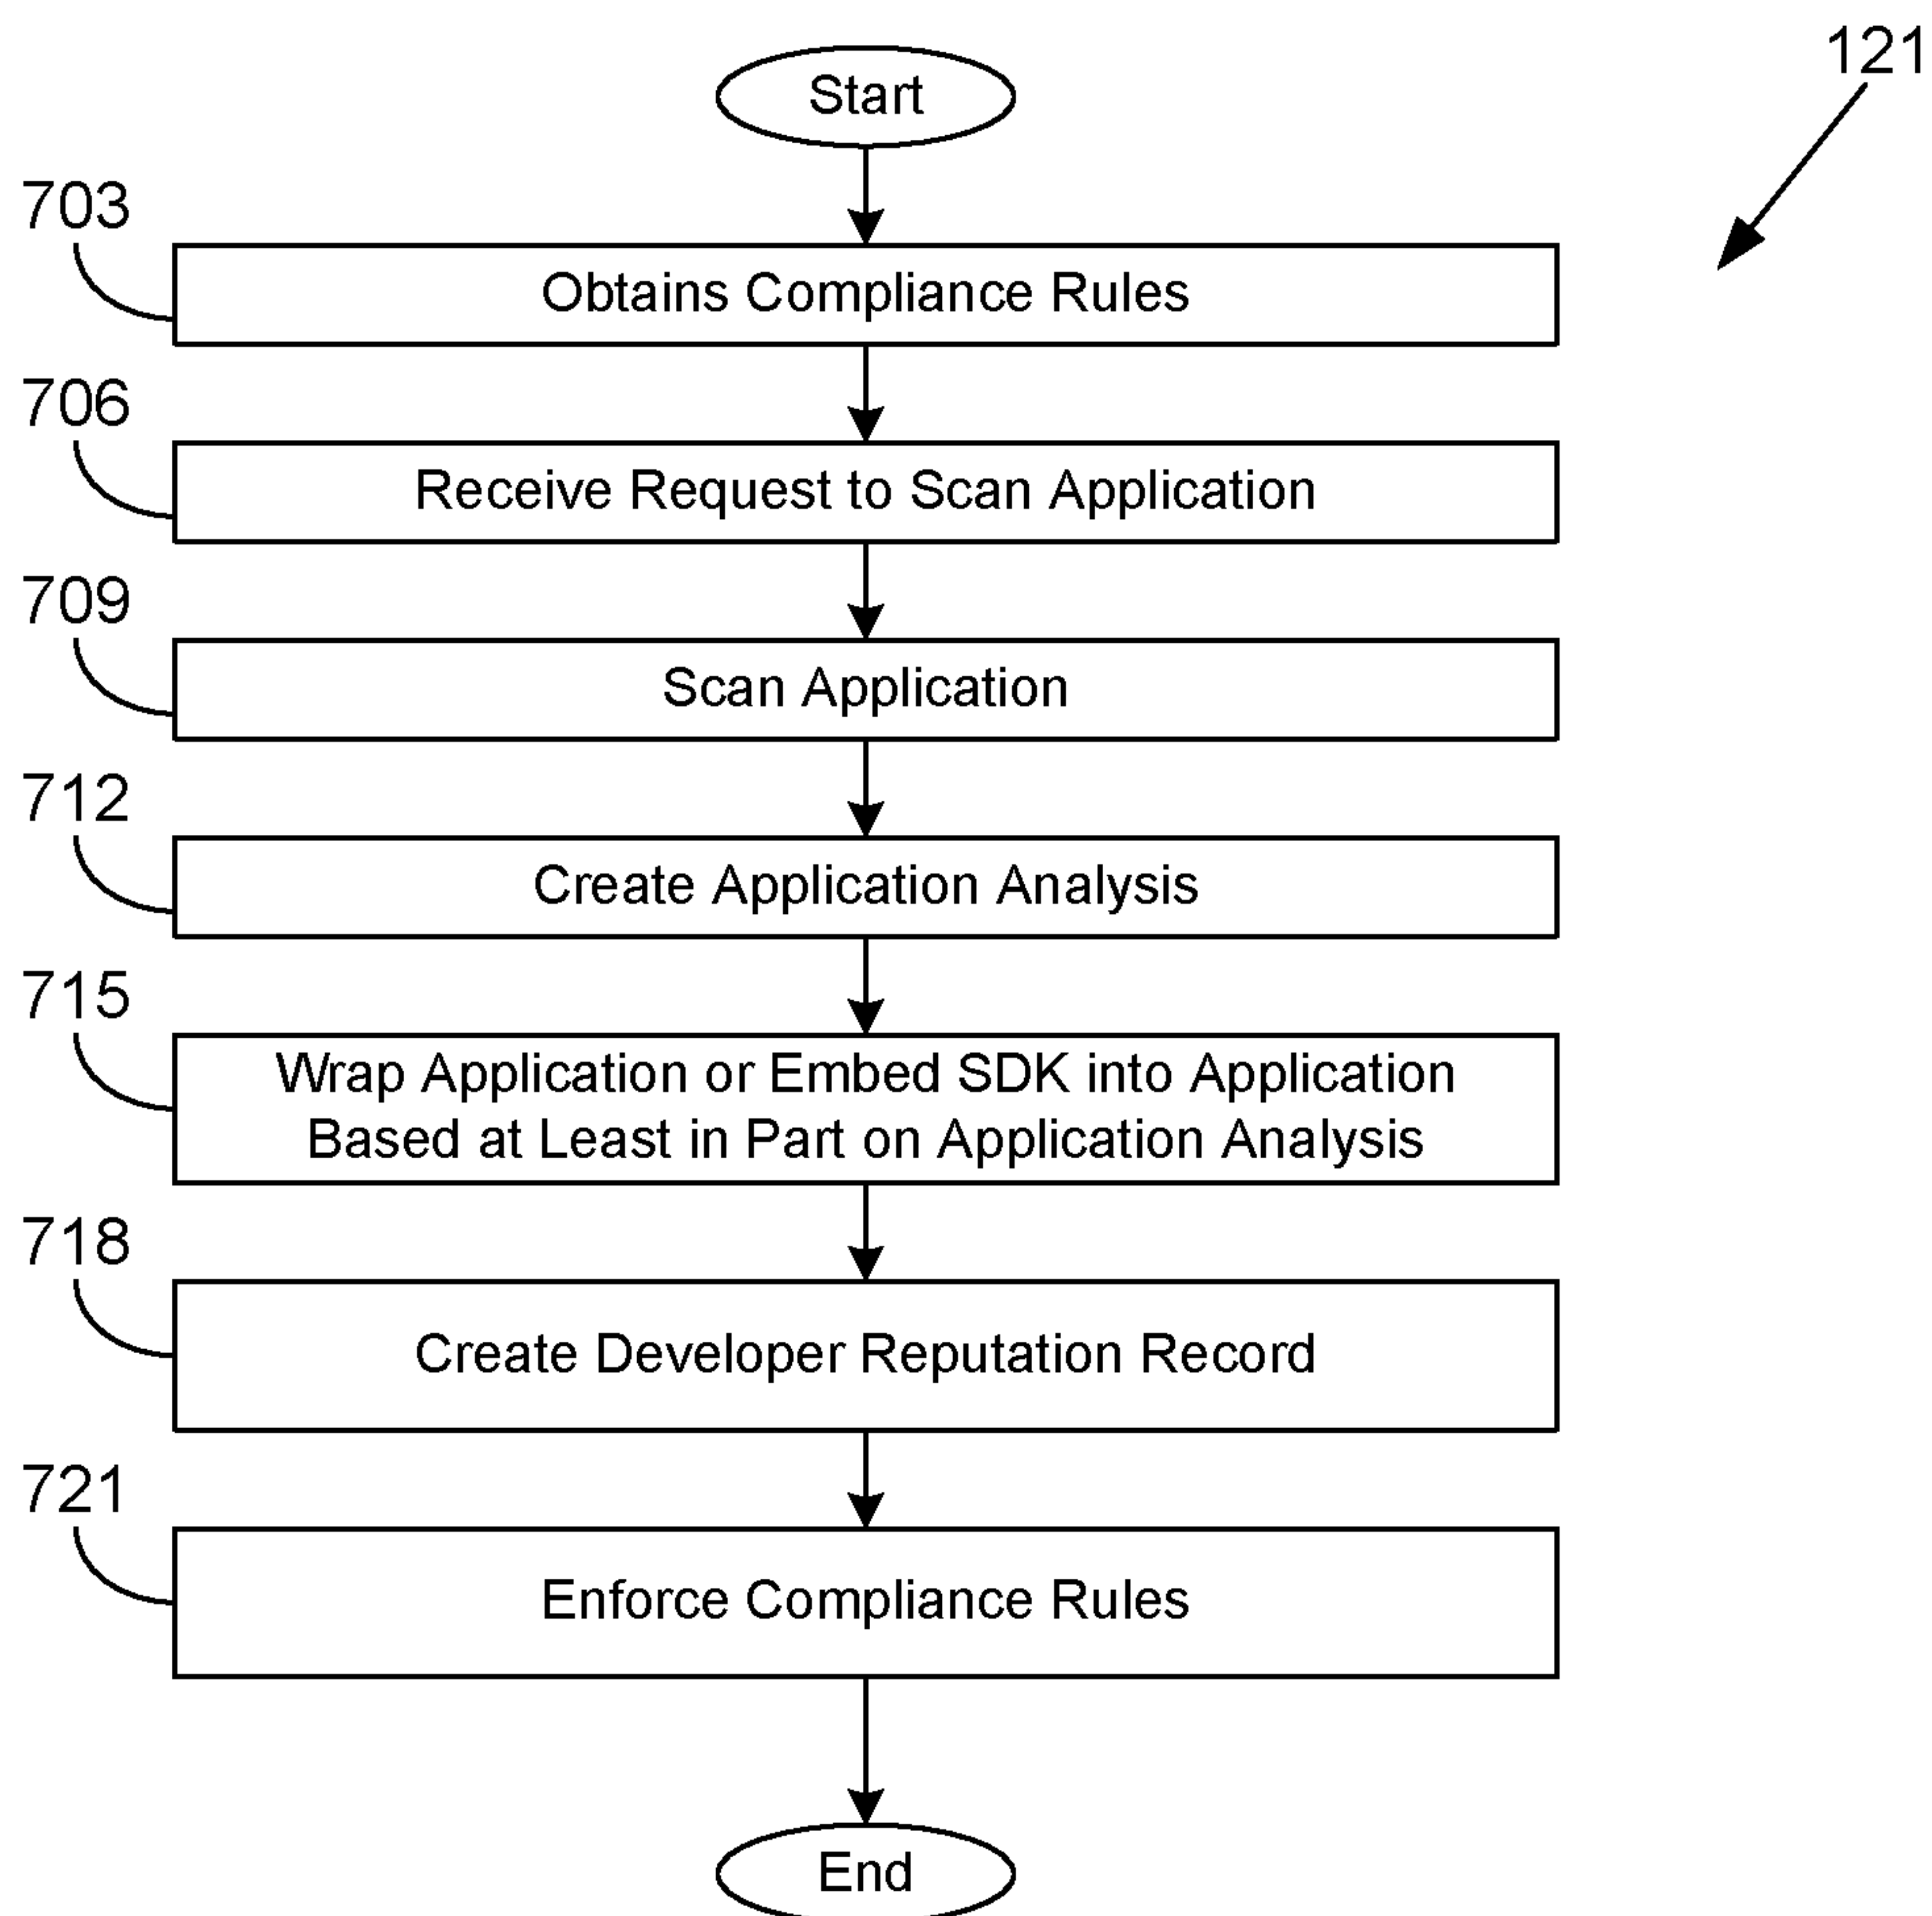 121
Start
703
Obtains Compliance Rules
706
Receive Request to Scan Application
709
Scan Application
712
Create Application Analysis
715
Wrap Application or Embed SDK into Application
Based at Least in Part on Application Analysis
718
Create Developer Reputation Record
721
Enforce Compliance Rules
End